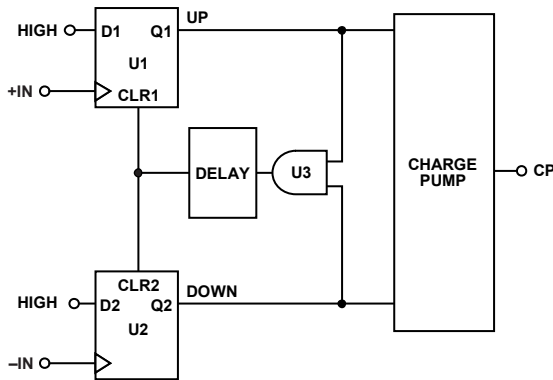 HIGH
D1 Q1
UP
U1
+IN
CLR1
DELAY
U3
CHARGE
PUMP
CP
CLR2
HIGH
D2 Q2
DOWN
U2
–IN